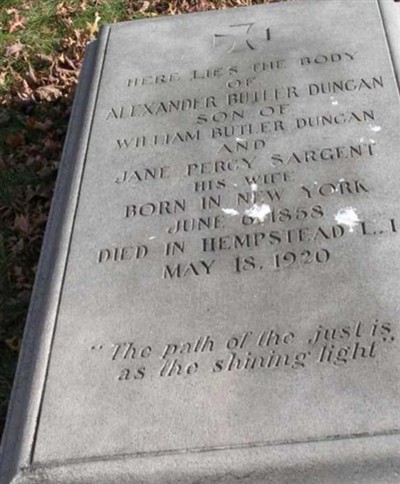 HERE LIES THE BODY
OF
ALEXANDER BUTLER DUNCAN
SON OF
WILLIAM BUTLER DUNCAN
AND
JANE PERCY SARGENT
HIS WIFE
BORN IN NEW YORK
JUNE 6, 1858
DIED IN HEMPSTEAD L. I.
MAY 18. 1920
"The path of the just is
as the shining light"